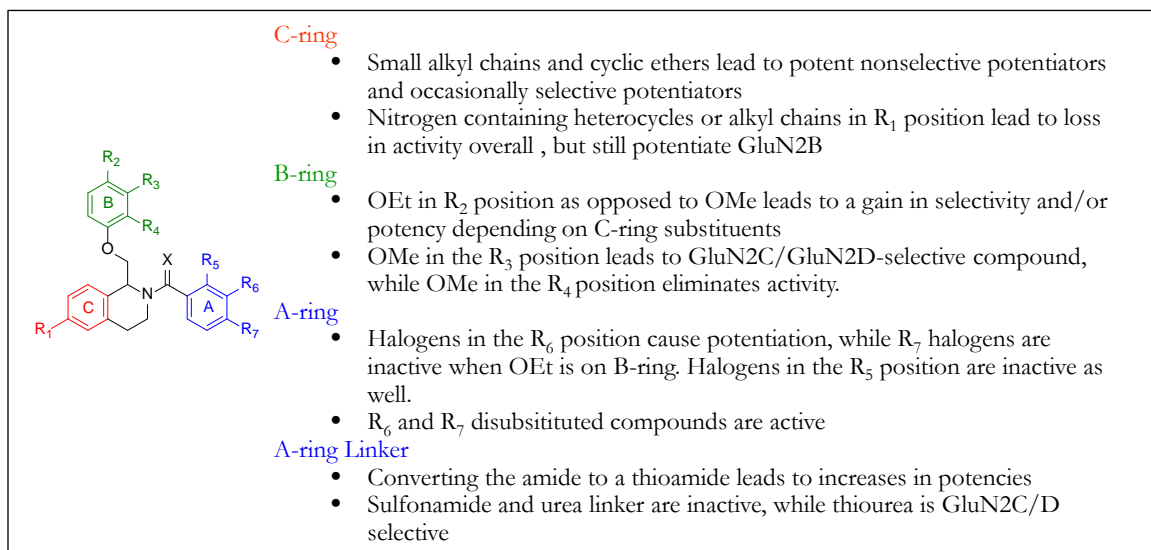 C-ring
• Small alkyl chains and cyclic ethers lead to potent nonselective potentiators
and occasionally selective potentiators
• Nitrogen containing heterocycles or alkyl chains in R1 position lead to loss
in activity overall , but still potentiate GluN2B
B-ring
• OEt in R2 position as opposed to OMe leads to a gain in selectivity and/or
potency depending on C-ring substituents
• OMe in the R3 position leads to GluN2C/GluN2D-selective compound,
while OMe in the R4 position eliminates activity.
A-ring
• Halogens in the R6 position cause potentiation, while R7 halogens are
inactive when OEt is on B-ring. Halogens in the R5 position are inactive as
well.
• R6 and R7 disubsitituted compounds are active
A-ring Linker
• Converting the amide to a thioamide leads to increases in potencies
• Sulfonamide and urea linker are inactive, while thiourea is GluN2C/D
selective
R2
R3
B
R4
O
X
R5
R6
C
N
A
R1
R7